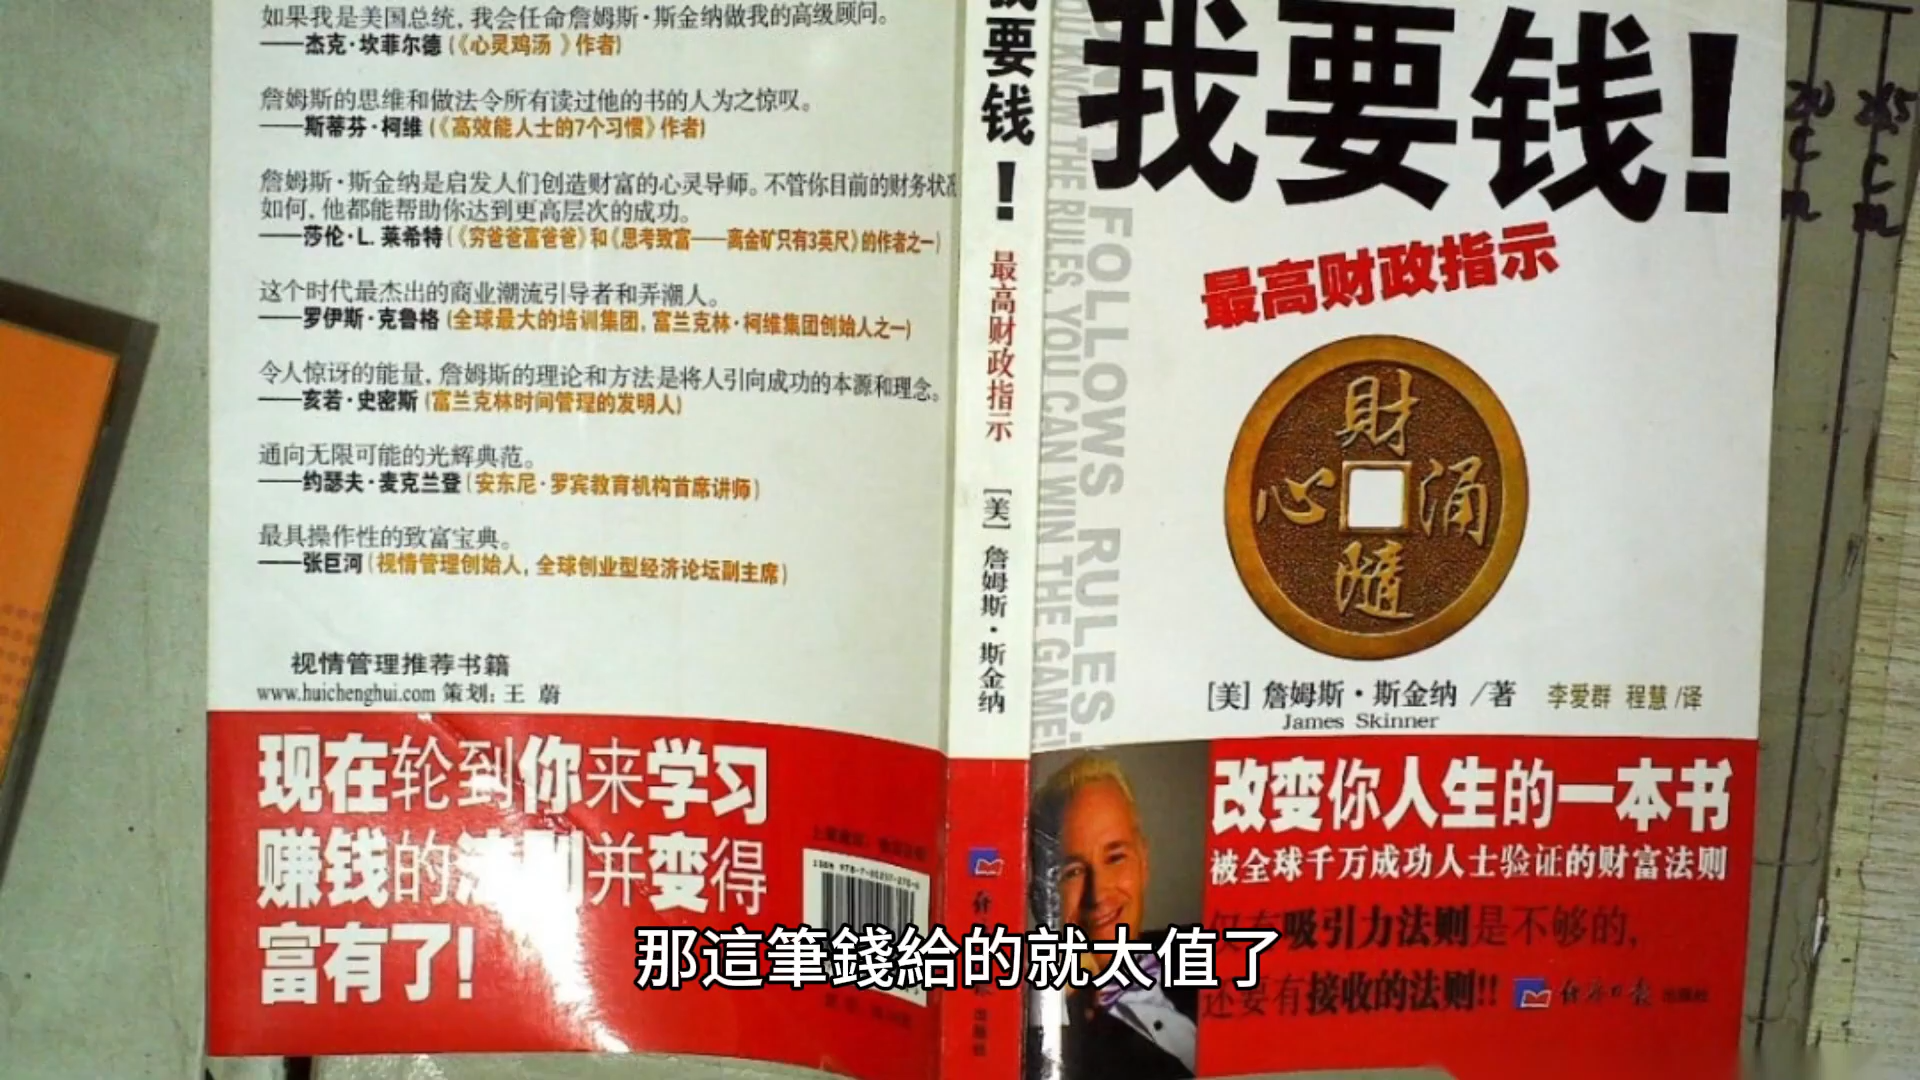 如果我是美国总统，我会任命詹姆斯·斯金纳做我的高级顾问。
——杰克·坎菲尔德（《心灵鸡汤》作者）
詹姆斯的思维和做法令所有读过他的书的人为之惊叹。
——斯蒂芬·柯维（《高效能人士的7个习惯》作者）
詹姆斯·斯金纳是启发人们创造财富的心灵导师。不管你目前的财务状况
如何，他都能帮助你达到更高层次的成功。
——莎伦·L.莱希特（《穷爸爸富爸爸》和《思考致富——离金矿只有3英尺》的作者之一）
这个时代最杰出的商业潮流引导者和弄潮人。
——罗伊斯·克鲁格（全球最大的培训集团，富兰克林·柯维集团创始人之一）
令人惊讶的能量，詹姆斯的理论和方法是将人引向成功的本源和理念。
——亥若·史密斯（富兰克林时间管理的发明人）
通向无限可能的光辉典范。
——约瑟夫·麦克兰登（安东尼·罗宾教育机构首席讲师）
最具操作性的致富宝典。
——张巨河（视情管理创始人，全球创业型经济论坛副主席）
视情管理推荐书籍
www.huichenghui.com 策划：王 蔚
现在轮到你来学习
赚钱的法则并变得
富有了！
我要钱！
最高财政指示
[美] 詹姆斯·斯金纳
出版社
FOLLOWS RULES.
YOU KNOW THE RULES, YOU CAN WIN THE GAME!
我要钱！
最高财政指示
財
心 涌
隨
[美] 詹姆斯·斯金纳 /著 李爱群 程慧 /译
James Skinner
改变你人生的一本书
被全球千万成功人士验证的财富法则
仅有吸引力法则是不够的，
还要有接收的法则!! 经济日报 出版社
那這筆錢給的就太值了